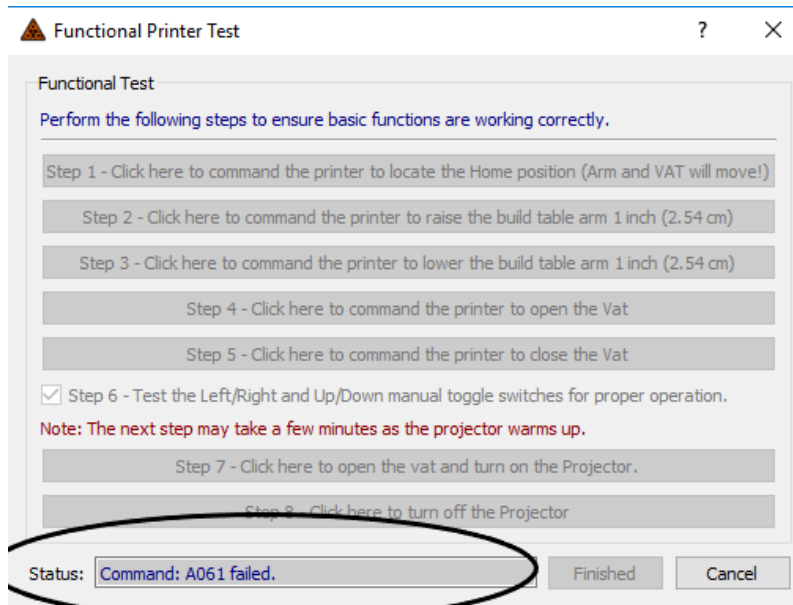 Functional Printer Test ? ×
Functional Test
Perform the following steps to ensure basic functions are working correctly.
Step 1 - Click here to command the printer to locate the Home position (Arm and VAT will move!)
Step 2 - Click here to command the printer to raise the build table arm 1 inch (2.54 cm)
Step 3 - Click here to command the printer to lower the build table arm 1 inch (2.54 cm)
Step 4 - Click here to command the printer to open the Vat
Step 5 - Click here to command the printer to close the Vat
Step 6 - Test the Left/Right and Up/Down manual toggle switches for proper operation.
Note: The next step may take a few minutes as the projector warms up.
Step 7 - Click here to open the vat and turn on the Projector.
Step 8 - Click here to turn off the Projector
Status: Command: A061 failed. Finished Cancel